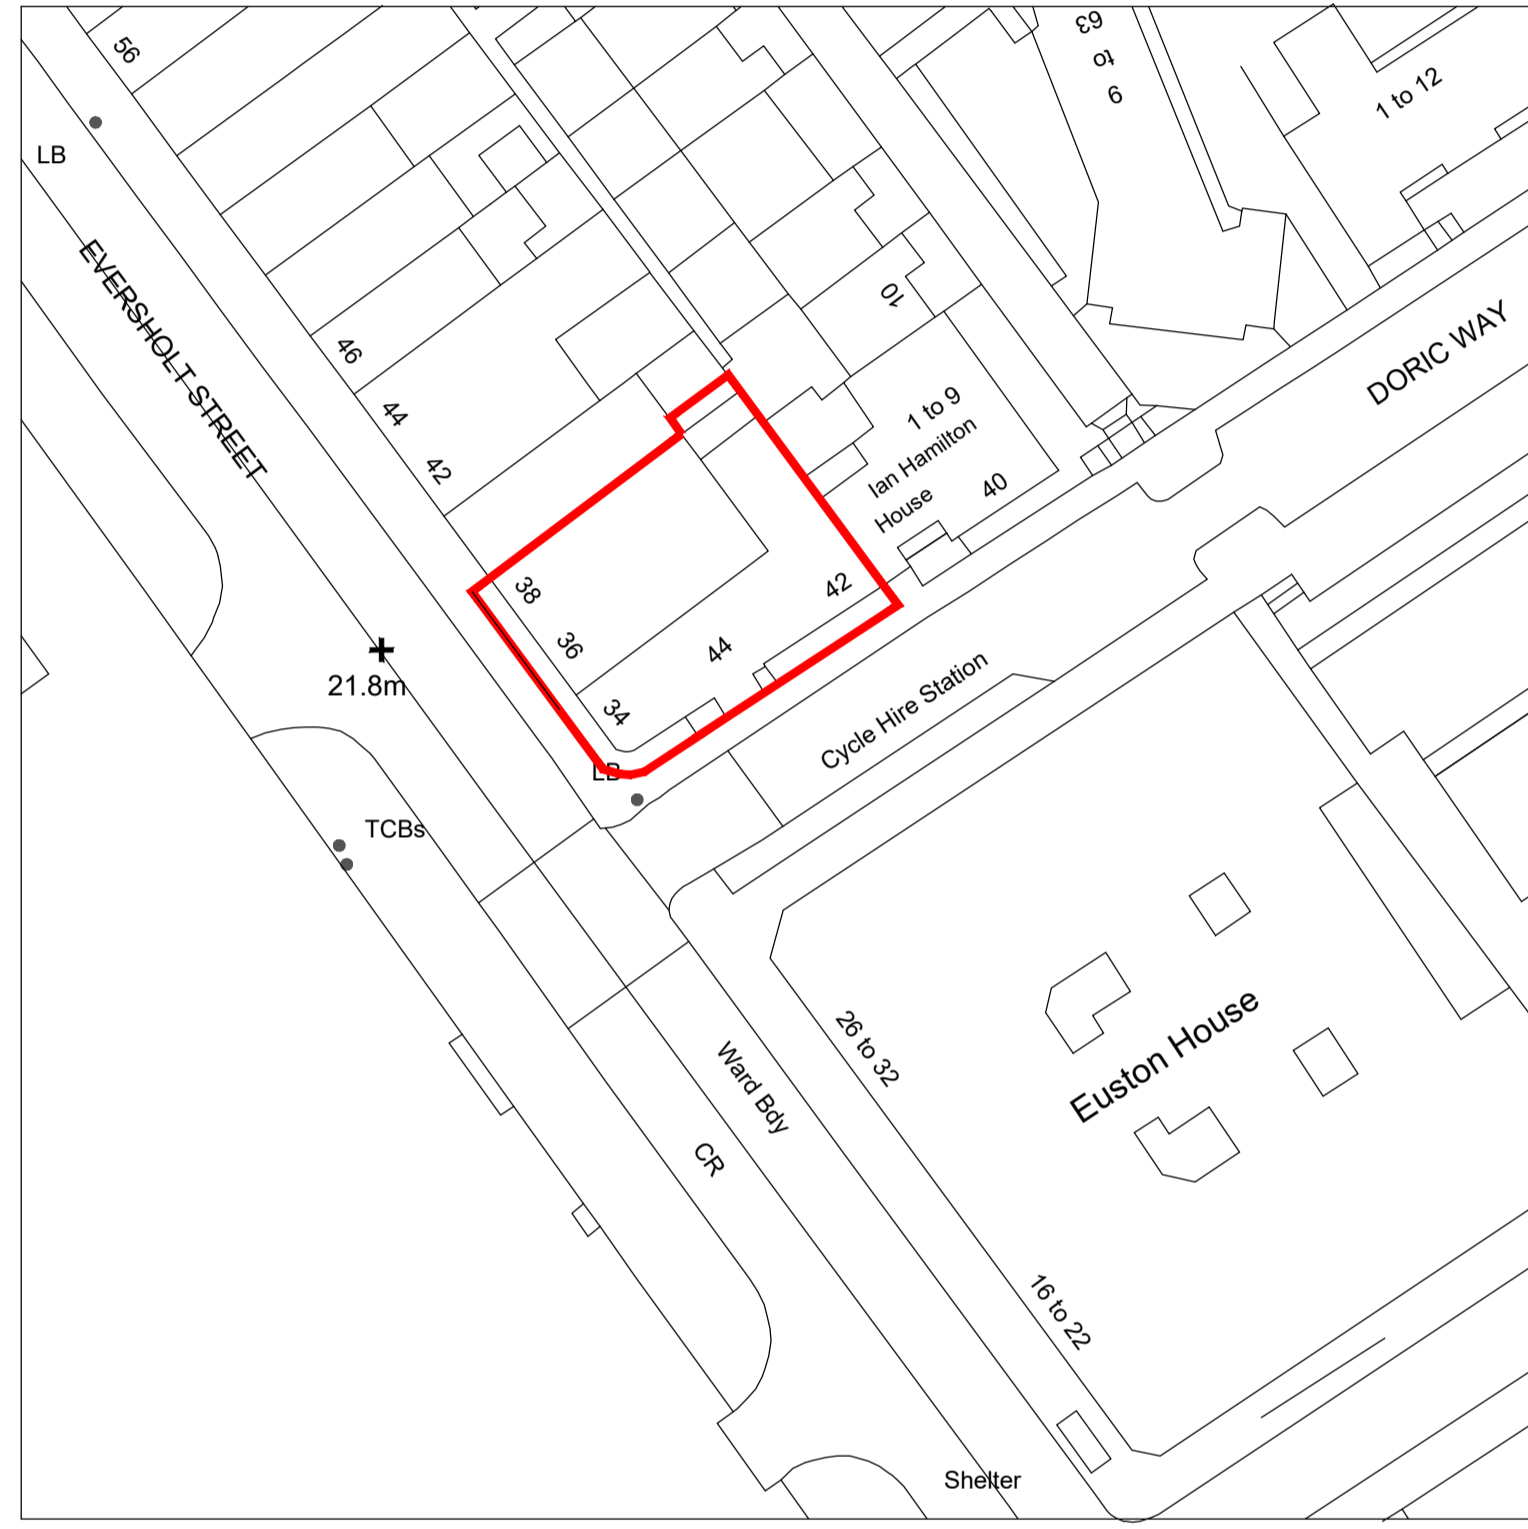 56
LB
EVERSHOLT STREET
63
to
9
1 to 12
46
44
42
10
1 to 9
Ian Hamilton
House
40
DORIC WAY
38
36
34
44
42
21.8m
LB
TCBs
Cycle Hire Station
26 to 32
Ward Bdy
CR
Euston House
16 to 22
Shelter